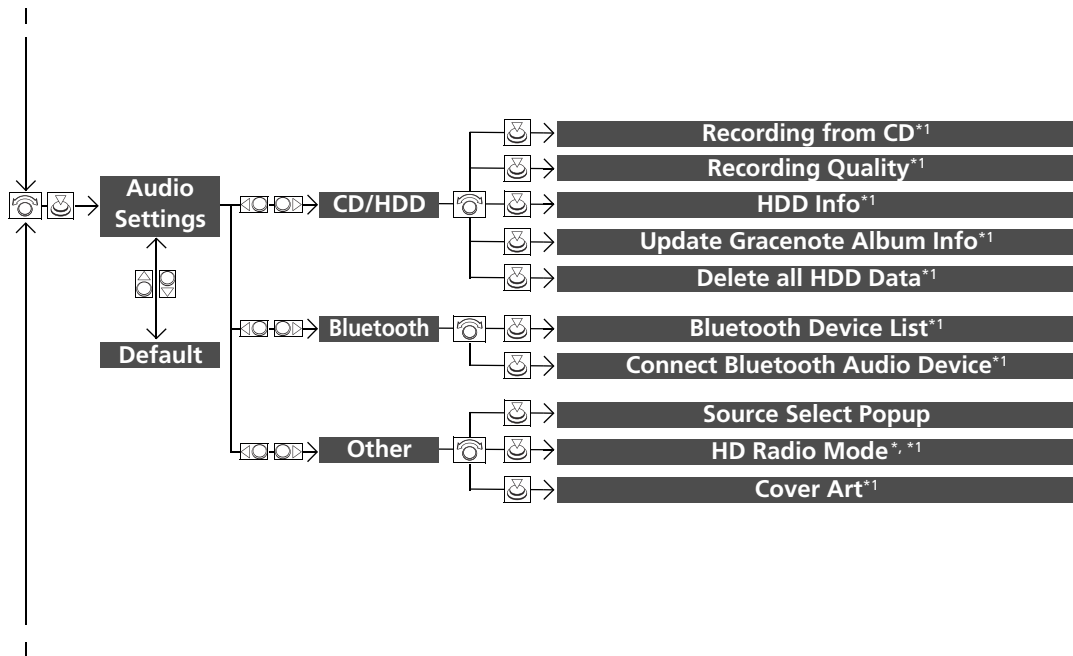 Audio
Settings
Default
CD/HDD
Recording from CD*1
Recording Quality*1
HDD Info*1
Update Gracenote Album Info*1
Delete all HDD Data*1
Bluetooth
Bluetooth Device List*1
Connect Bluetooth Audio Device*1
Other
Source Select Popup
HD Radio Mode*, *1
Cover Art*1